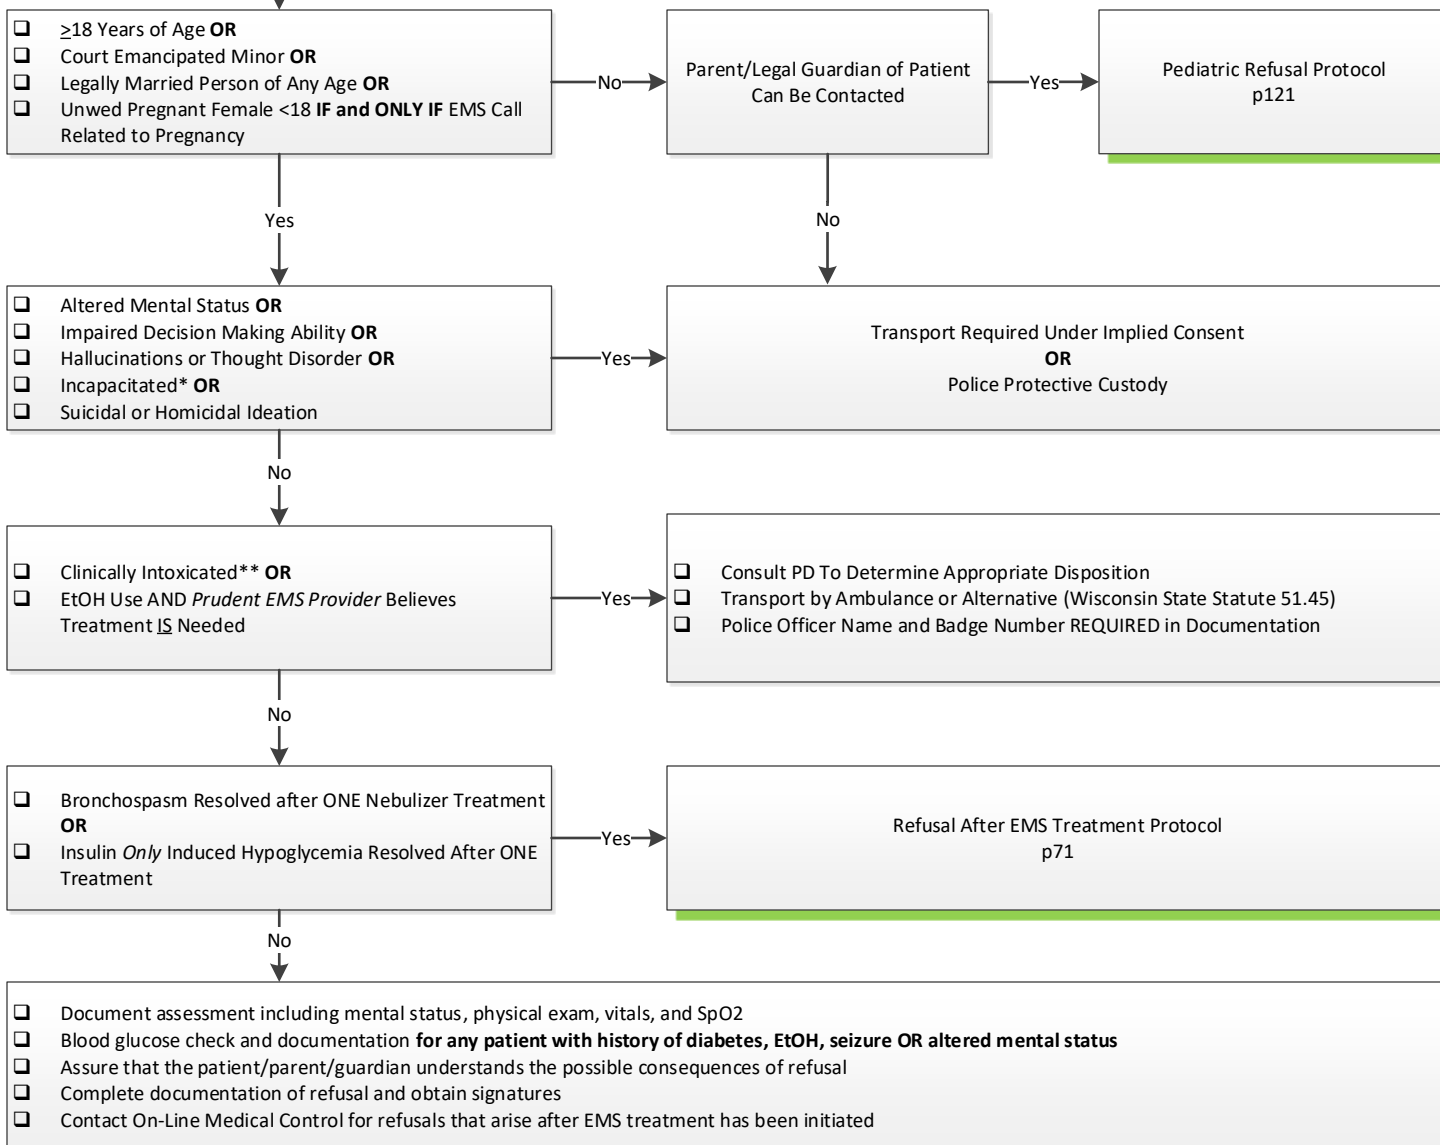 ❑ ≥18 Years of Age OR
❑ Court Emancipated Minor OR
❑ Legally Married Person of Any Age OR
❑ Unwed Pregnant Female <18 IF and ONLY IF EMS Call
Related to Pregnancy
No
Parent/Legal Guardian of Patient
Can Be Contacted
Yes
Pediatric Refusal Protocol
p121
Yes
No
❑ Altered Mental Status OR
❑ Impaired Decision Making Ability OR
❑ Hallucinations or Thought Disorder OR
❑ Incapacitated* OR
❑ Suicidal or Homicidal Ideation
Yes
Transport Required Under Implied Consent
OR
Police Protective Custody
No
❑ Clinically Intoxicated** OR
❑ EtOH Use AND Prudent EMS Provider Believes
Treatment IS Needed
Yes
❑ Consult PD To Determine Appropriate Disposition
❑ Transport by Ambulance or Alternative (Wisconsin State Statute 51.45)
❑ Police Officer Name and Badge Number REQUIRED in Documentation
No
❑ Bronchospasm Resolved after ONE Nebulizer Treatment
OR
❑ Insulin Only Induced Hypoglycemia Resolved After ONE
Treatment
Yes
Refusal After EMS Treatment Protocol
p71
No
❑ Document assessment including mental status, physical exam, vitals, and SpO2
❑ Blood glucose check and documentation for any patient with history of diabetes, EtOH, seizure OR altered mental status
❑ Assure that the patient/parent/guardian understands the possible consequences of refusal
❑ Complete documentation of refusal and obtain signatures
❑ Contact On-Line Medical Control for refusals that arise after EMS treatment has been initiated